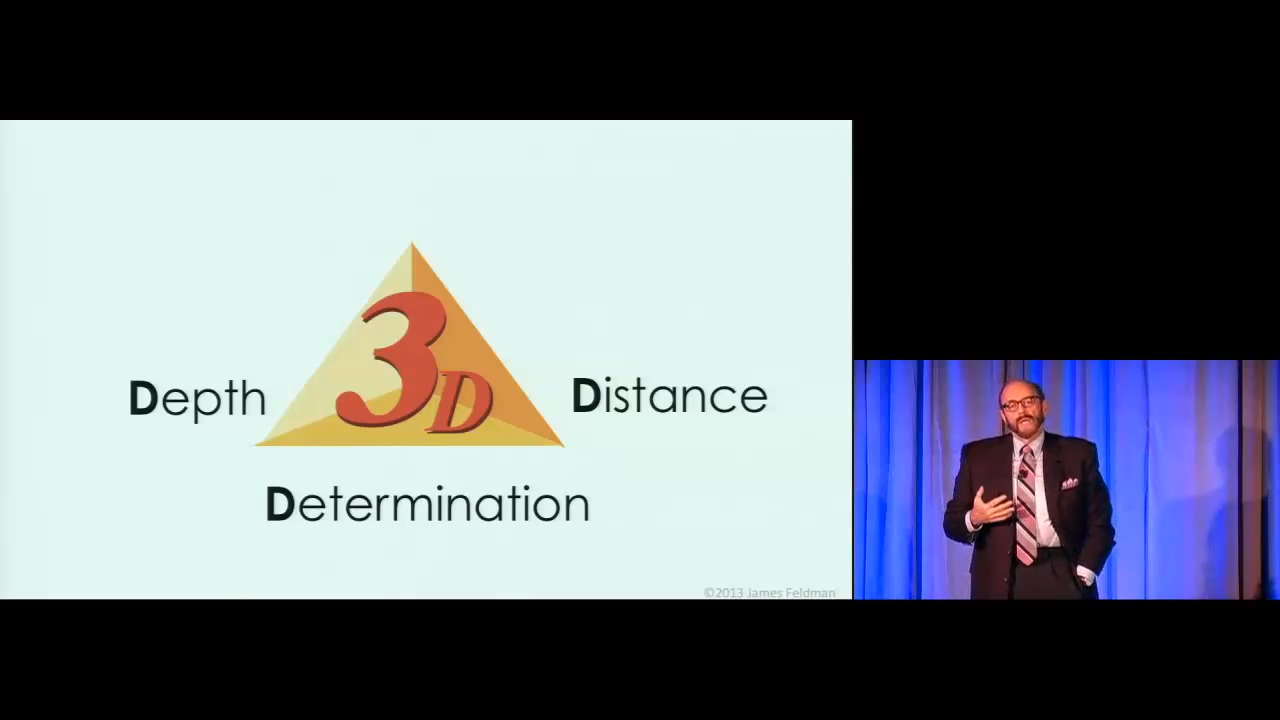 3D
Depth
Distance
Determination
©2013 James Feldman